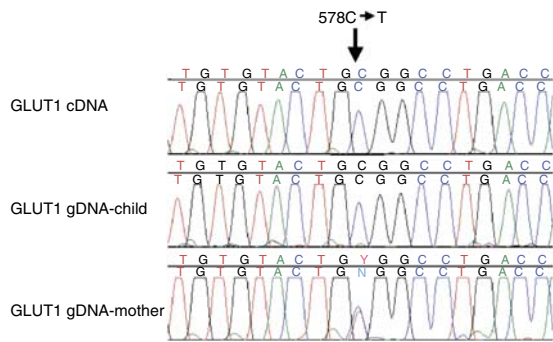 578C → T
T G T G T A C T G C G G C C T G A C C
T G T G T A C T G C G G C C T G A C C
GLUT1 cDNA
T G T G T A C T G C G G C C T G A C C
T G T G T A C T G C G G C C T G A C C
GLUT1 gDNA-child
T G T G T A C T G Y G G C C T G A C C
T G T G T A C T G N G G C C T G A C C
GLUT1 gDNA-mother